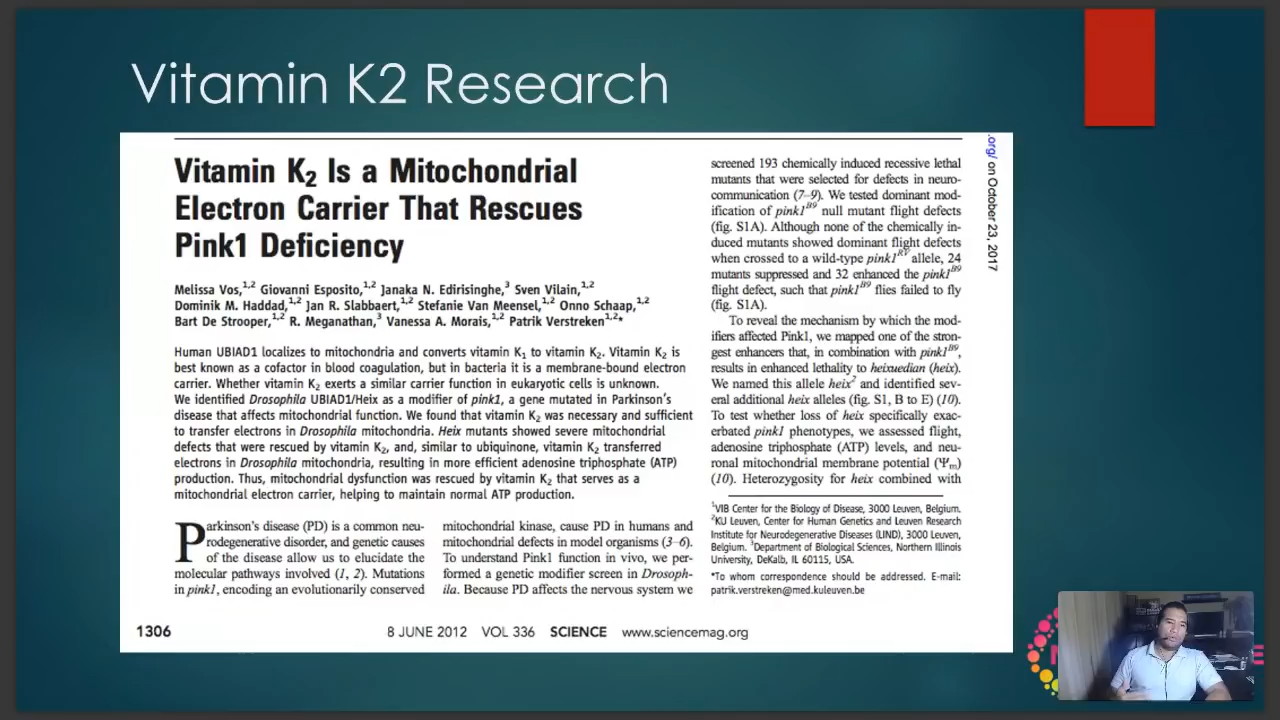 Vitamin K2 Research
Vitamin K2 Is a Mitochondrial
Electron Carrier That Rescues
Pink1 Deficiency
Melissa Vos,1,2 Giovanni Esposito,1,2 Janaka N. Edirisinghe,3 Sven Vilain,1,2
Dominik M. Haddad,1,2 Jan R. Slabbaert,1,2 Stefanie Van Meensel,1,2 Onno Schaap,1,2
Bart De Strooper,1,2 R. Meganathan,3 Vanessa A. Morais,1,2 Patrik Verstreken1,2*
Human UBIAD1 localizes to mitochondria and converts vitamin K1 to vitamin K2. Vitamin K2 is
best known as a cofactor in blood coagulation, but in bacteria it is a membrane-bound electron
carrier. Whether vitamin K2 exerts a similar carrier function in eukaryotic cells is unknown.
We identified Drosophila UBIAD1/Heix as a modifier of pink1, a gene mutated in Parkinson's
disease that affects mitochondrial function. We found that vitamin K2 was necessary and sufficient
to transfer electrons in Drosophila mitochondria. Heix mutants showed severe mitochondrial
defects that were rescued by vitamin K2, and, similar to ubiquinone, vitamin K2 transferred
electrons in Drosophila mitochondria, resulting in more efficient adenosine triphosphate (ATP)
production. Thus, mitochondrial dysfunction was rescued by vitamin K2 that serves as a
mitochondrial electron carrier, helping to maintain normal ATP production.
Parkinson's disease (PD) is a common neu-
rodegenerative disorder, and genetic causes
of the disease allow us to elucidate the
molecular pathways involved (1, 2). Mutations
in pink1, encoding an evolutionarily conserved
mitochondrial kinase, cause PD in humans and
mitochondrial defects in model organisms (3–6).
To understand Pink1 function in vivo, we per-
formed a genetic modifier screen in Drosoph-
ila. Because PD affects the nervous system we
screened 193 chemically induced recessive lethal
mutants that were selected for defects in neuro-
communication (7–9). We tested dominant mod-
ification of pink1B9 null mutant flight defects
(fig. S1A). Although none of the chemically in-
duced mutants showed dominant flight defects
when crossed to a wild-type pink1RV allele, 24
mutants suppressed and 32 enhanced the pink1B9
flight defect, such that pink1B9 flies failed to fly
(fig. S1A).
To reveal the mechanism by which the mod-
ifiers affected Pink1, we mapped one of the stron-
gest enhancers that, in combination with pink1B9,
results in enhanced lethality to heixuedian (heix).
We named this allele heix2 and identified sev-
eral additional heix alleles (fig. S1, B to E) (10).
To test whether loss of heix specifically exac-
erbated pink1 phenotypes, we assessed flight,
adenosine triphosphate (ATP) levels, and neu-
ronal mitochondrial membrane potential (Ψm)
(10). Heterozygosity for heix combined with
1VIB Center for the Biology of Disease, 3000 Leuven, Belgium.
2KU Leuven, Center for Human Genetics and Leuven Research
Institute for Neurodegenerative Diseases (LIND), 3000 Leuven,
Belgium. 3Department of Biological Sciences, Northern Illinois
University, DeKalb, IL 60115, USA.
*To whom correspondence should be addressed. E-mail:
patrik.verstreken@med.kuleuven.be
.org/ on October 23, 2017
1306
8 JUNE 2012 VOL 336 SCIENCE www.sciencemag.org